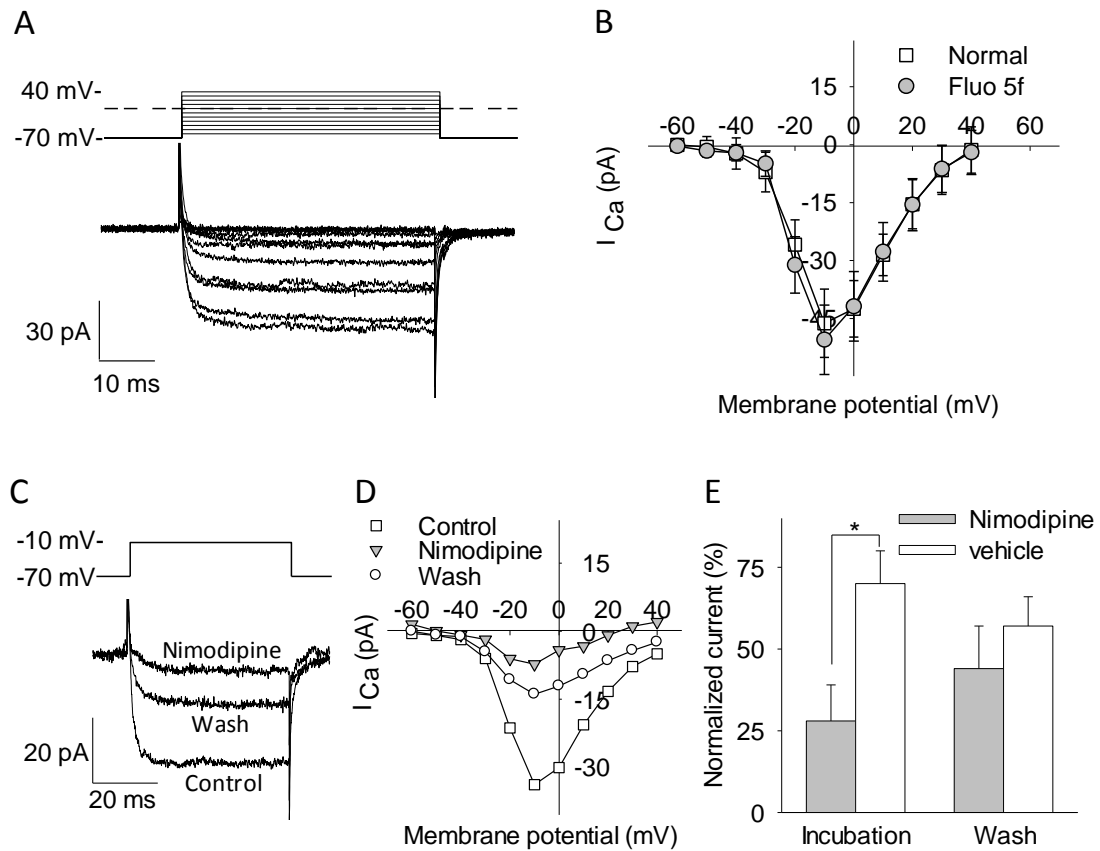 A
40 mV-
-70 mV-
30 pA
10 ms
B
Normal
Fluo 5f
15
-60 -40 -20 0 20 40 60
0
-15
-30
-45
I Ca (pA)
Membrane potential (mV)
C
-10 mV-
-70 mV
Nimodipine
Wash
Control
20 pA
20 ms
D
Control
Nimodipine
Wash
15
-60 -40 -20 0 20 40
0
-15
-30
I Ca (pA)
Membrane potential (mV)
E
Nimodipine
vehicle
*
75
50
25
0
Normalized current (%)
Incubation Wash